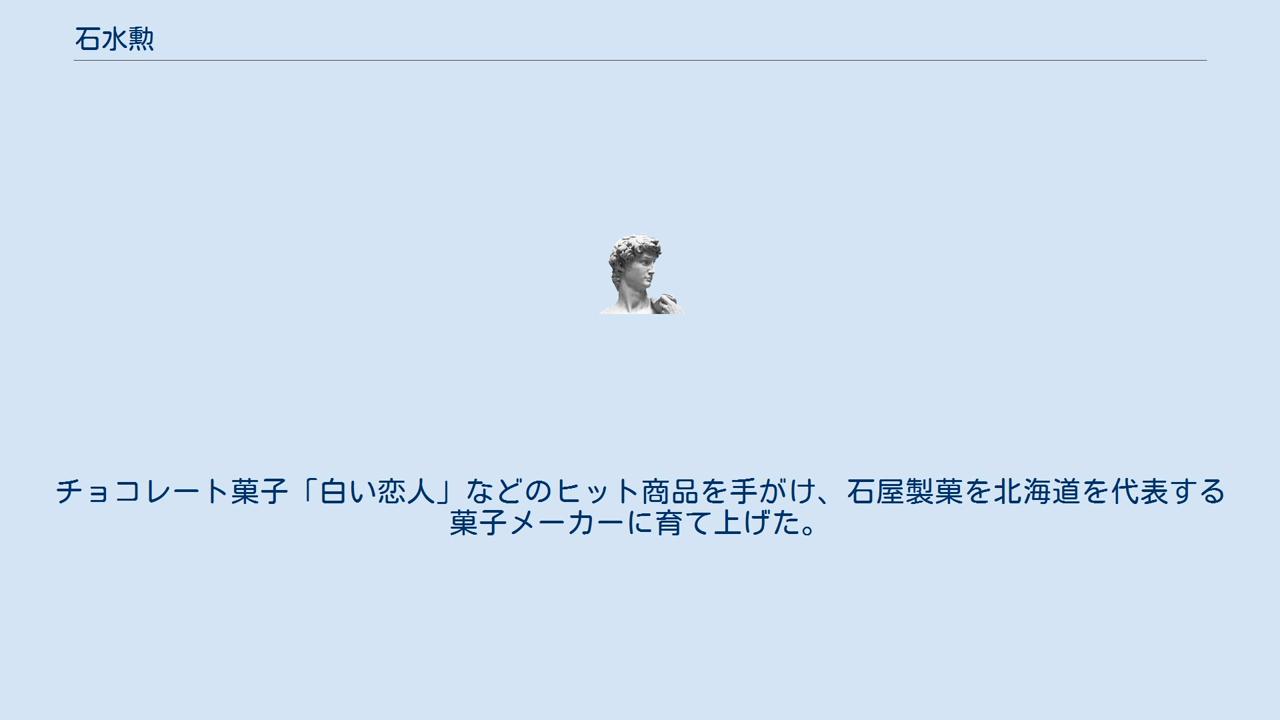 石水勲
チョコレート菓子「白い恋人」などのヒット商品を手がけ、石屋製菓を北海道を代表する
菓子メーカーに育て上げた。